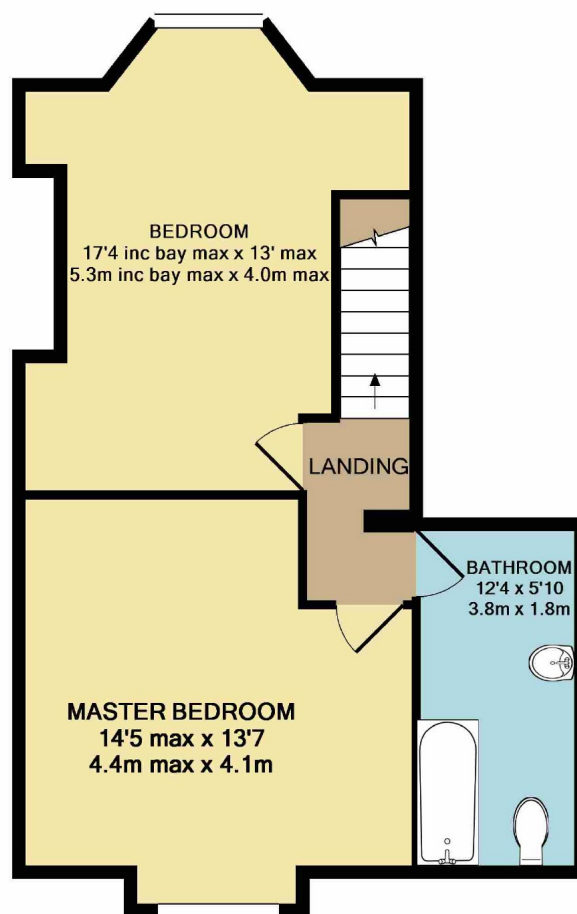 BEDROOM
17'4 inc bay max x 13' max
5.3m inc bay max x 4.0m max
LANDING
BATHROOM
12'4 x 5'10
3.8m x 1.8m
MASTER BEDROOM
14'5 max x 13'7
4.4m max x 4.1m